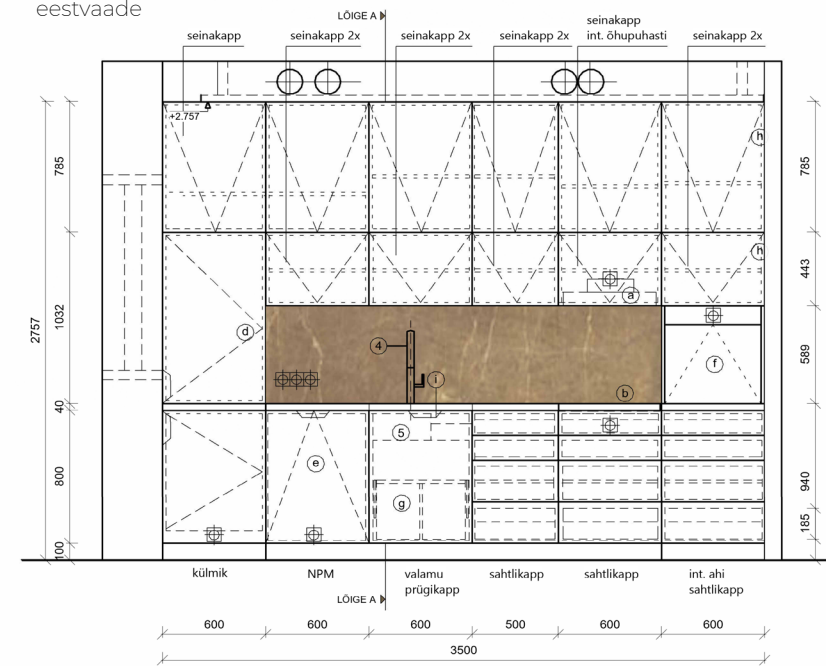 eestvaade
LÕIGE A
seinakapp
seinakapp 2x
seinakapp 2x
seinakapp 2x
seinakapp
int. õhupuhasti
seinakapp 2x
+2.757
h
785
785
h
443
a
2757
1032
d
4
i
f
589
b
40
5
e
g
800
940
185
100
külmik
NPM
valamu
prügikapp
sahtlikapp
sahtlikapp
int. ahi
sahtlikapp
LÕIGE A
600
600
600
500
600
600
3500